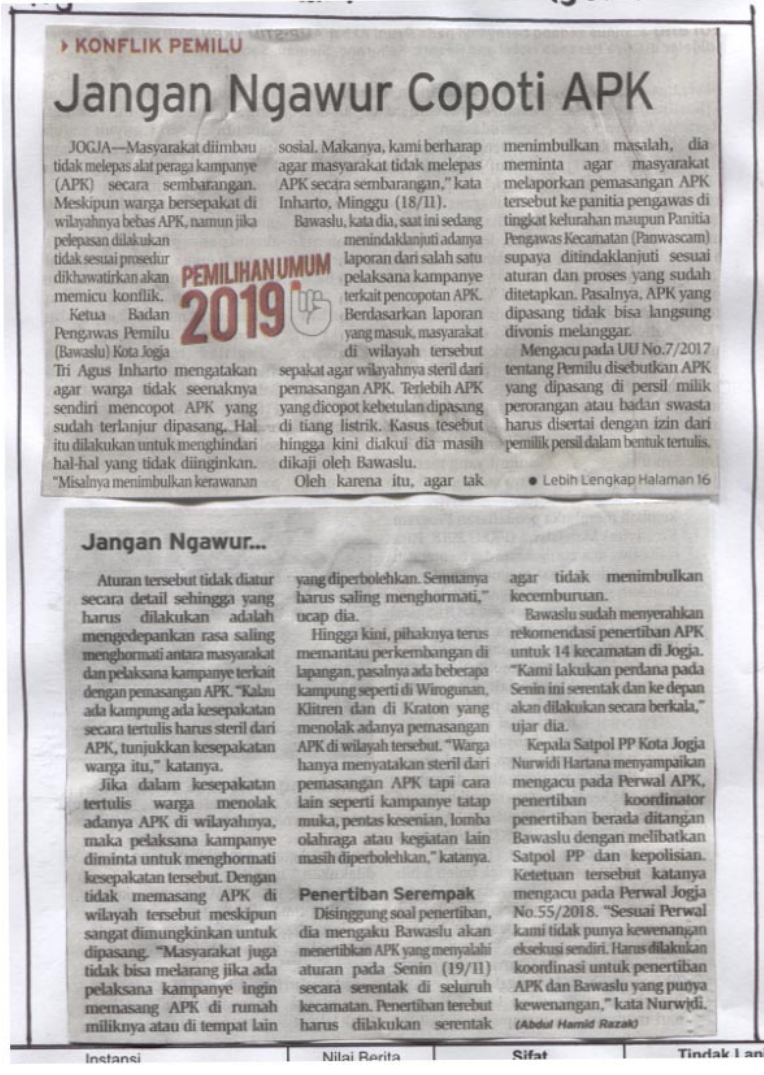 KONFLIK PEMILU
Jangan Ngawur Copoti APK
JOGJA—Masyarakat diimbau
tidak melepas alat peraga kampanye
(APK) secara sembarangan.
Meskipun warga bersepakat di
wilayahnya bebas APK, namun jika
pelepasan dilakukan
tidak sesuai prosedur
dikhawatirkan akan
memicu konflik.
Ketua Badan
Pengawas Pemilu
(Bawaslu) Kota Jogja
Tri Agus Inharto mengatakan
agar warga tidak seenaknya
sendiri mencopot APK yang
sudah terlanjur dipasang. Hal
itu dilakukan untuk menghindari
hal-hal yang tidak diinginkan.
“Misalnya menimbulkan kerawanan
PEMILIHAN UMUM
2019
sosial. Makanya, kami berharap
agar masyarakat tidak melepas
APK secara sembarangan,” kata
Inharto, Minggu (18/11).
Bawaslu, kata dia, saat ini sedang
menindaklanjuti adanya
laporan dari salah satu
pelaksana kampanye
terkait pencopotan APK.
Berdasarkan laporan
yang masuk, masyarakat
di wilayah tersebut
sepakat agar wilayahnya steril dari
pemasangan APK. Terlebih APK
yang dicopot kebetulan dipasang
di tiang listrik. Kasus tesebut
hingga kini diakui dia masih
dikaji oleh Bawaslu.
Oleh karena itu, agar tak
menimbulkan masalah, dia
meminta agar masyarakat
melaporkan pemasangan APK
tersebut ke panitia pengawas di
tingkat kelurahan maupun Panitia
Pengawas Kecamatan (Panwascam)
supaya ditindaklanjuti sesuai
aturan dan proses yang sudah
ditetapkan. Pasalnya, APK yang
dipasang tidak bisa langsung
divonis melanggar.
Mengacu pada UU No.7/2017
tentang Pemilu disebutkan APK
yang dipasang di persil milik
perorangan atau badan swasta
harus disertai dengan izin dari
pemilik persil dalam bentuk tertulis.
● Lebih Lengkap Halaman 16
Jangan Ngawur...
Aturan tersebut tidak diatur
secara detail sehingga yang
harus dilakukan adalah
mengedepankan rasa saling
menghormati antara masyarakat
dan pelaksana kampanye terkait
dengan pemasangan APK. “Kalau
ada kampung ada kesepakatan
secara tertulis harus steril dari
APK, tunjukkan kesepakatan
warga itu,” katanya.
Jika dalam kesepakatan
tertulis warga menolak
adanya APK di wilayahnya,
maka pelaksana kampanye
diminta untuk menghormati
kesepakatan tersebut. Dengan
tidak memasang APK di
wilayah tersebut meskipun
sangat dimungkinkan untuk
dipasang. “Masyarakat juga
tidak bisa melarang jika ada
pelaksana kampanye ingin
memasang APK di rumah
miliknya atau di tempat lain
yang diperbolehkan. Semuanya
harus saling menghormati,”
ucap dia.
Hingga kini, pihaknya terus
memantau perkembangan di
lapangan, pasalnya ada beberapa
kampung seperti di Wirogunan,
Klitren dan di Kraton yang
menolak adanya pemasangan
APK di wilayah tersebut. “Warga
hanya menyatakan steril dari
pemasangan APK tapi cara
lain seperti kampanye tatap
muka, pentas kesenian, lomba
olahraga atau kegiatan lain
masih diperbolehkan,” katanya.
Penertiban Serempak
Disinggung soal penertiban,
dia mengaku Bawaslu akan
menertibkan APK yang menyalahi
aturan pada Senin (19/11)
secara serentak di seluruh
kecamatan. Penertiban terebut
harus dilakukan serentak
agar tidak menimbulkan
kecemburuan.
Bawaslu sudah menyerahkan
rekomendasi penertiban APK
untuk 14 kecamatan di Jogja.
“Kami lakukan perdana pada
Senin ini serentak dan ke depan
akan dilakukan secara berkala,”
ujar dia.
Kepala Satpol PP Kota Jogja
Nurwidi Hartana menyampaikan
mengacu pada Perwal APK,
penertiban koordinator
penertiban berada ditangan
Bawaslu dengan melibatkan
Satpol PP dan kepolisian.
Ketetuan tersebut katanya
mengacu pada Perwal Jogja
No.55/2018. “Sesuai Perwal
kami tidak punya kewenangan
eksekusi sendiri. Harus dilakukan
koordinasi untuk penertiban
APK dan Bawaslu yang punya
kewenangan,” kata Nurwidi.
(Abdul Hamid Razak)
Instansi
Nilai Berita
Sifat
Tindak Lanj